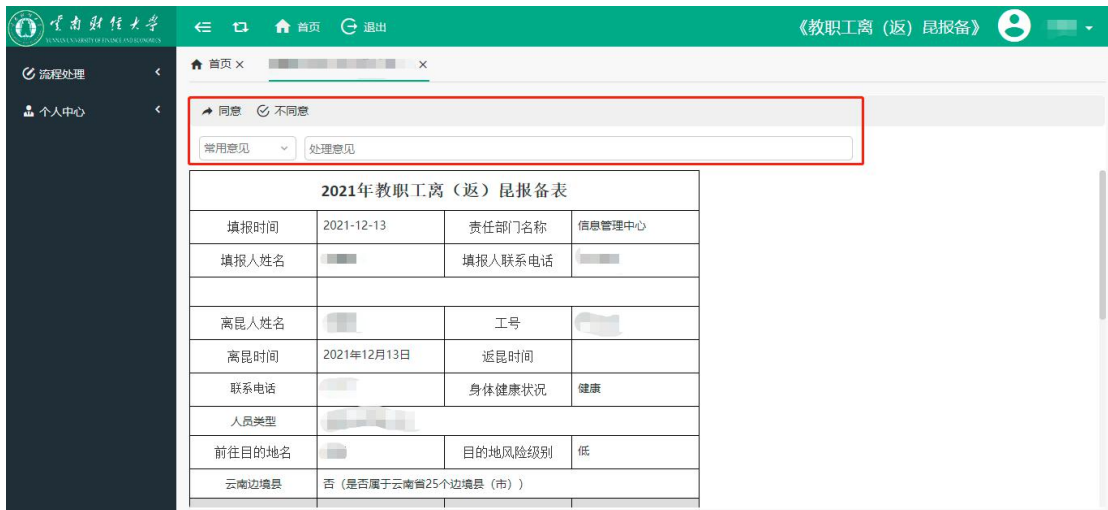 云南财经大学
YUNNAN UNIVERSITY OF FINANCE AND ECONOMICS
首页 退出 《教职工离（返）昆报备》
流程处理
个人中心
首页 ×
×
同意 不同意
常用意见 处理意见
2021年教职工离（返）昆报备表
填报时间 2021-12-13 责任部门名称 信息管理中心
填报人姓名 填报人联系电话
离昆人姓名 工号
离昆时间 2021年12月13日 返昆时间
联系电话 身体健康状况 健康
人员类型
前往目的地名 目的地风险级别 低
云南边境县 否（是否属于云南省25个边境县（市））